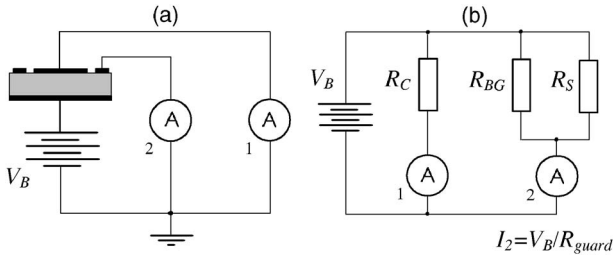 (a)
A
2
A
1
V_B
(b)
V_B
R_C
R_BG
R_S
A
1
A
2
I_2=V_B/R_guard